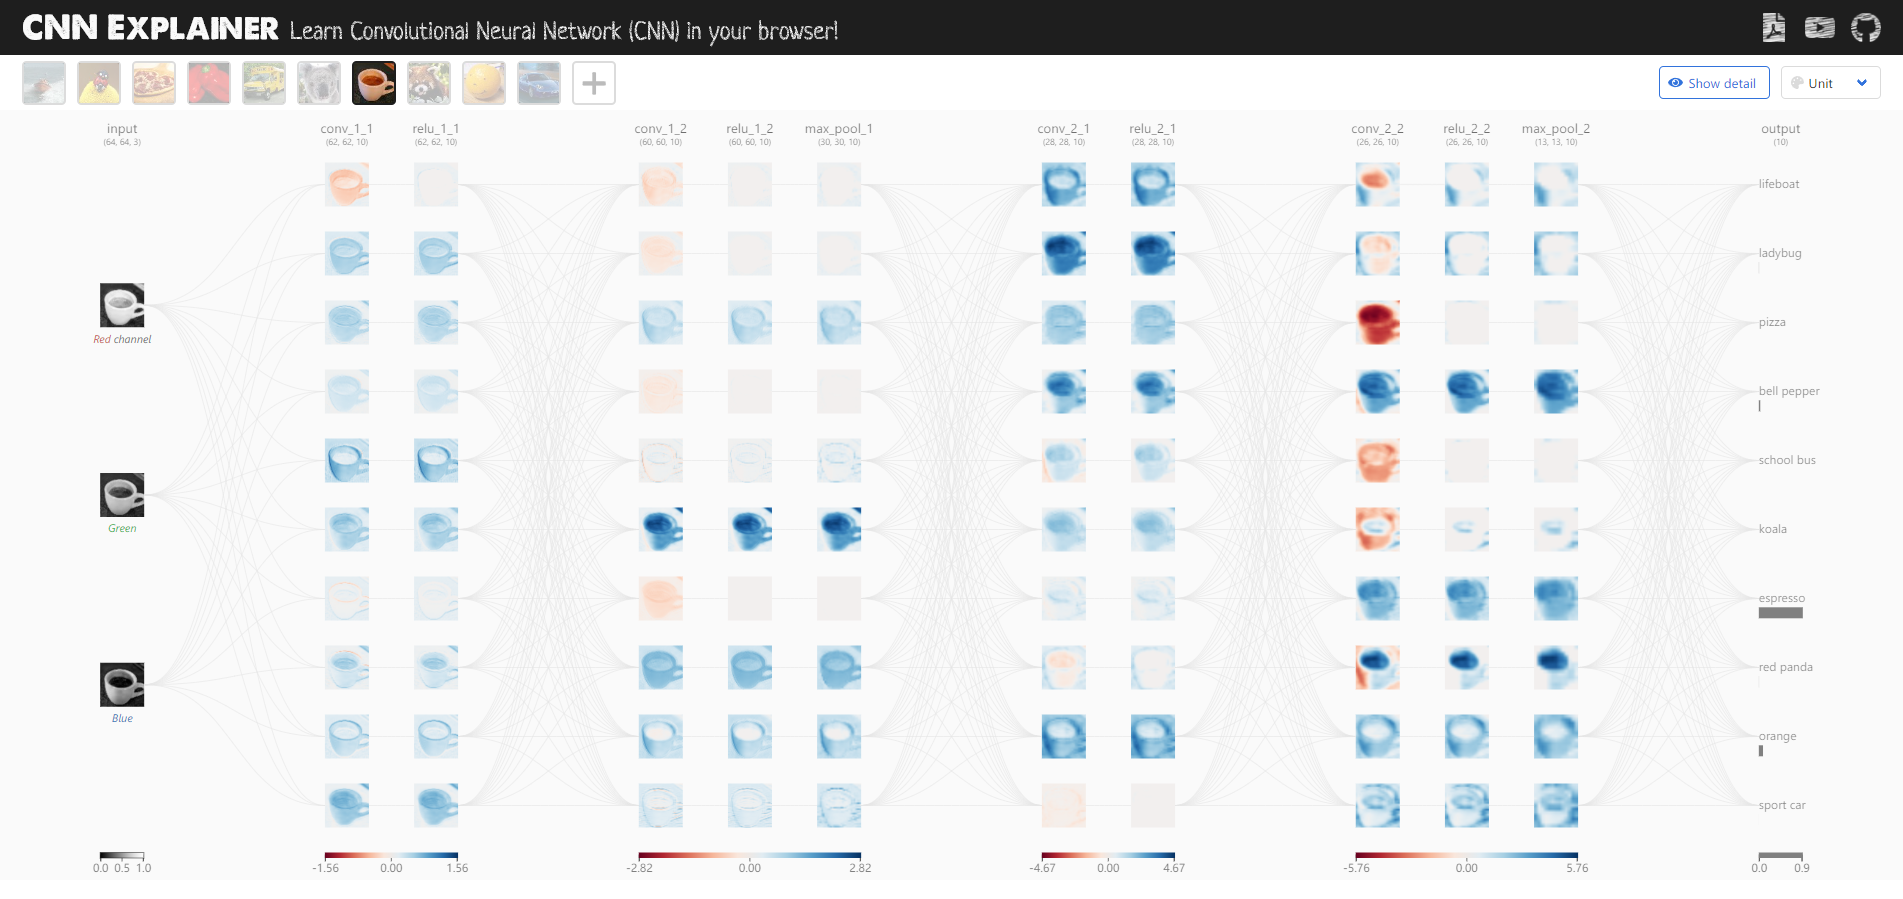 CNN EXPLAINER Learn Convolutional Neural Network (CNN) in your browser!
Show detail
Unit
input conv_1_1 relu_1_1 conv_1_2 relu_1_2 max_pool_1 conv_2_1 relu_2_1 conv_2_2 relu_2_2 max_pool_2 output
(64, 64, 3) (62, 62, 10) (62, 62, 10) (60, 60, 10) (60, 60, 10) (30, 30, 10) (28, 28, 10) (28, 28, 10) (26, 26, 10) (26, 26, 10) (13, 13, 10) (10)
lifeboat
ladybug
pizza
Red channel
bell pepper
school bus
Green
koala
espresso
red panda
Blue
orange
sport car
0.0 0.5 1.0 -1.56 0.00 1.56 -2.82 0.00 2.82 -4.67 0.00 4.67 -5.76 0.00 5.76 0.0 0.9